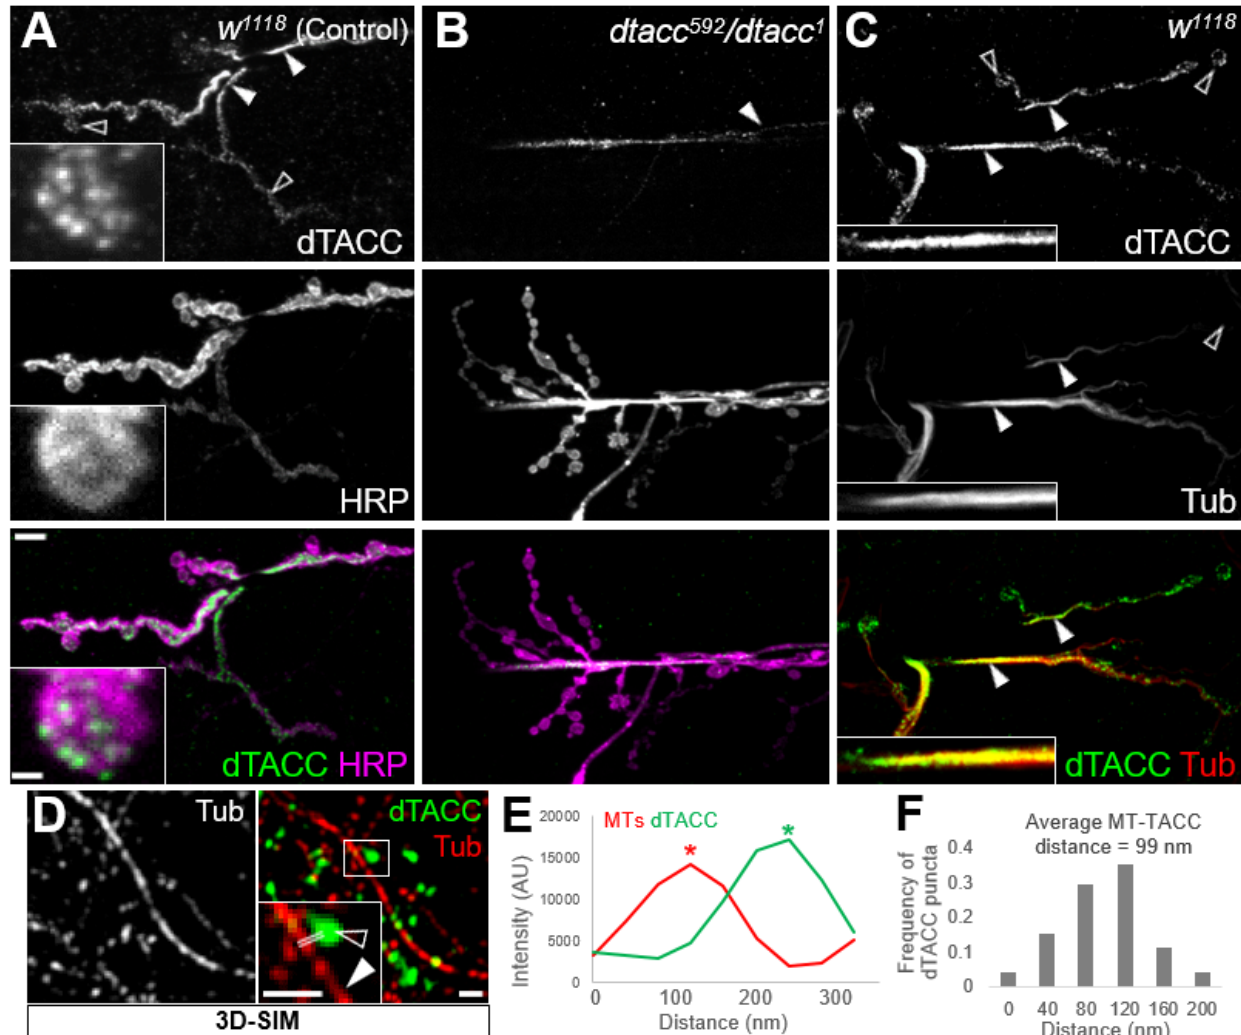 A w1118 (Control)
dTACC
HRP
dTACC HRP
B dtacc592/dtacc1
C w1118
dTACC
Tub
dTACC Tub
D Tub
dTACC
Tub
3D-SIM
E
MTs dTACC
*
*
Intensity (AU)
20000
15000
10000
5000
0
0 100 200 300
Distance (nm)
F
Average MT-TACC
distance = 99 nm
Frequency of
dTACC puncta
0.4
0.3
0.2
0.1
0
0 40 80 120 160 200
Distance (nm)